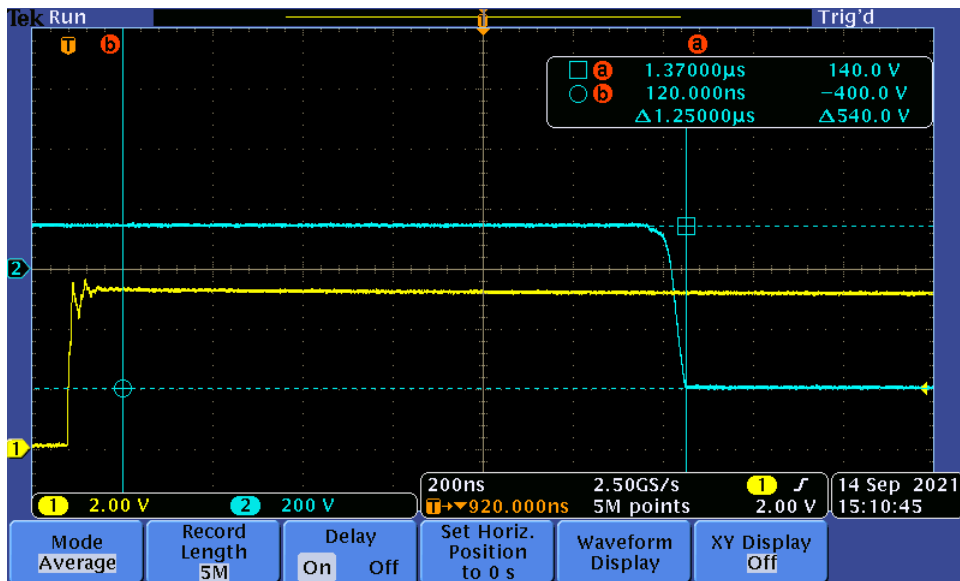 Tek Run Trig'd
T
T b a
a 1.37000µs 140.0 V
b 120.000ns −400.0 V
Δ1.25000µs Δ540.0 V
2
1
1 2.00 V 2 200 V
200ns 2.50GS/s 1
T→▼920.000ns 5M points 2.00 V
14 Sep 2021
15:10:45
Mode
Average
Record
Length
5M
Delay
On Off
Set Horiz.
Position
to 0 s
Waveform
Display
XY Display
Off